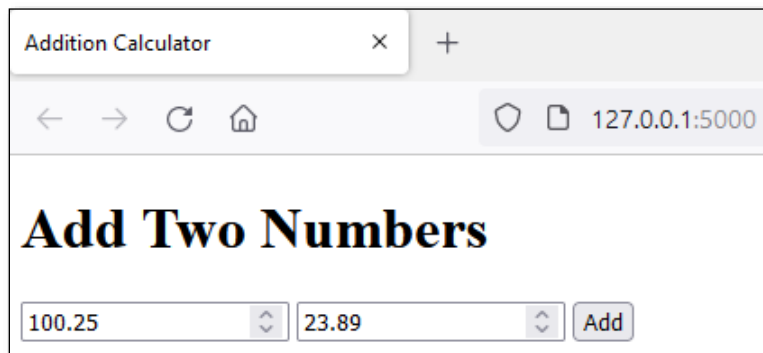 Addition Calculator
127.0.0.1:5000
Add Two Numbers
100.25 23.89 Add